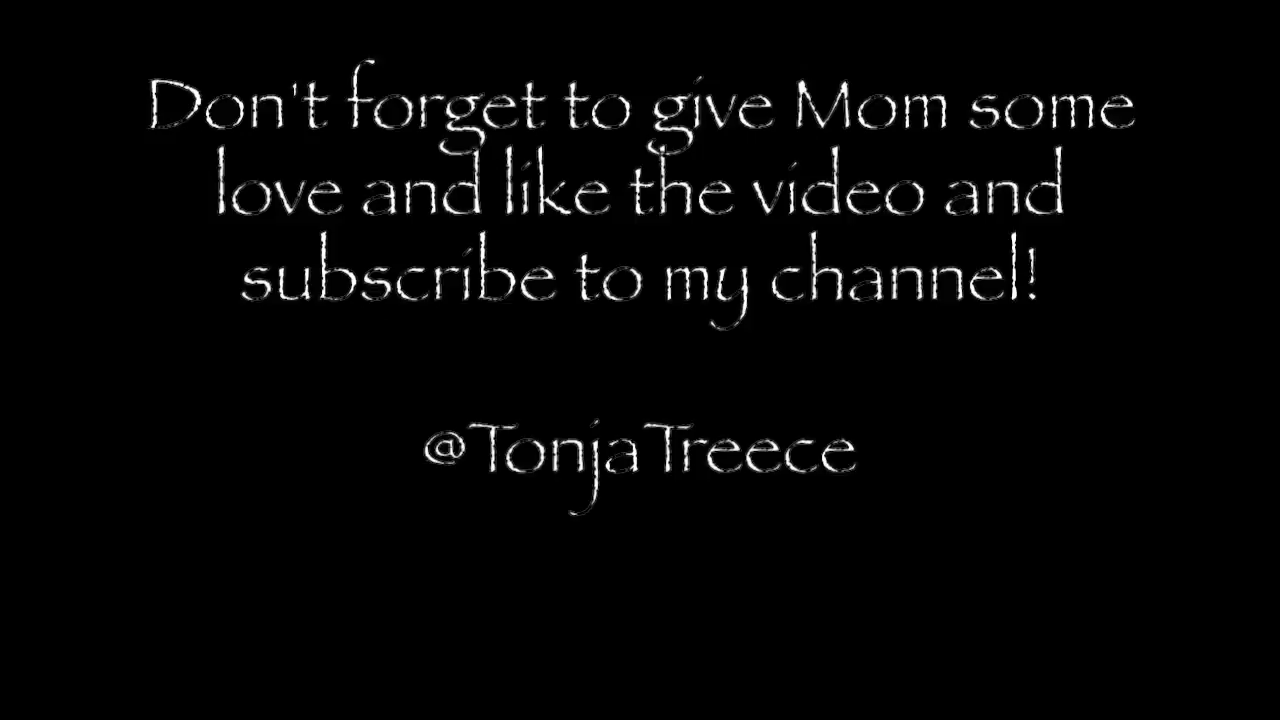 Don't forget to give Mom some
love and like the video and
subscribe to my channel!
@TonjaTreece